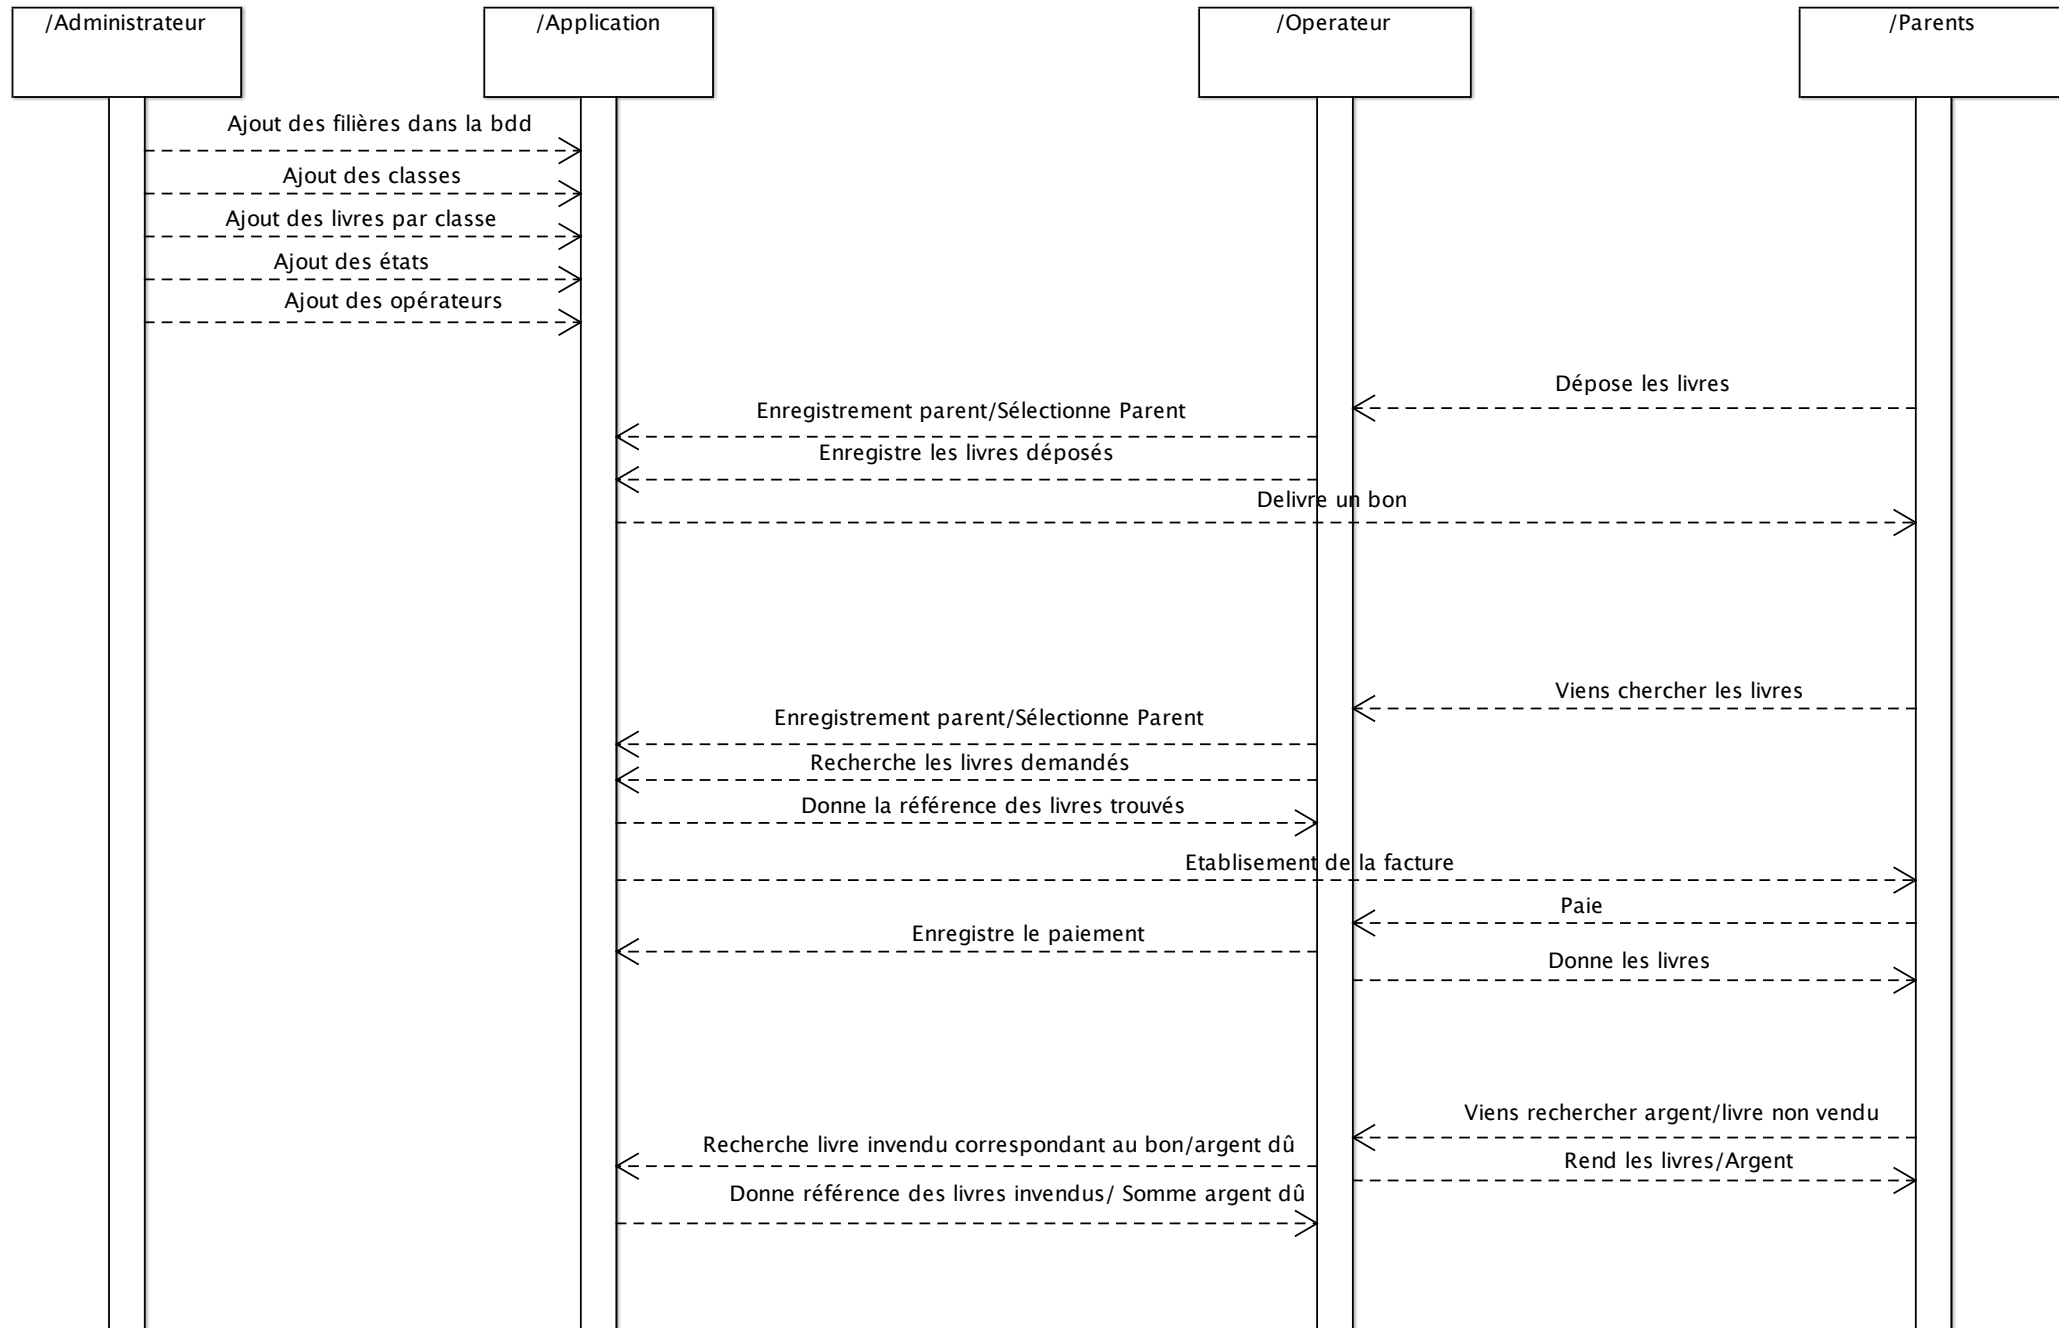 /Administrateur
/Application
/Operateur
/Parents
Ajout des filières dans la bdd
Ajout des classes
Ajout des livres par classe
Ajout des états
Ajout des opérateurs
Dépose les livres
Enregistrement parent/Sélectionne Parent
Enregistre les livres déposés
Delivre un bon
Viens chercher les livres
Enregistrement parent/Sélectionne Parent
Recherche les livres demandés
Donne la référence des livres trouvés
Etablisement de la facture
Paie
Enregistre le paiement
Donne les livres
Viens rechercher argent/livre non vendu
Recherche livre invendu correspondant au bon/argent dû
Rend les livres/Argent
Donne référence des livres invendus/ Somme argent dû